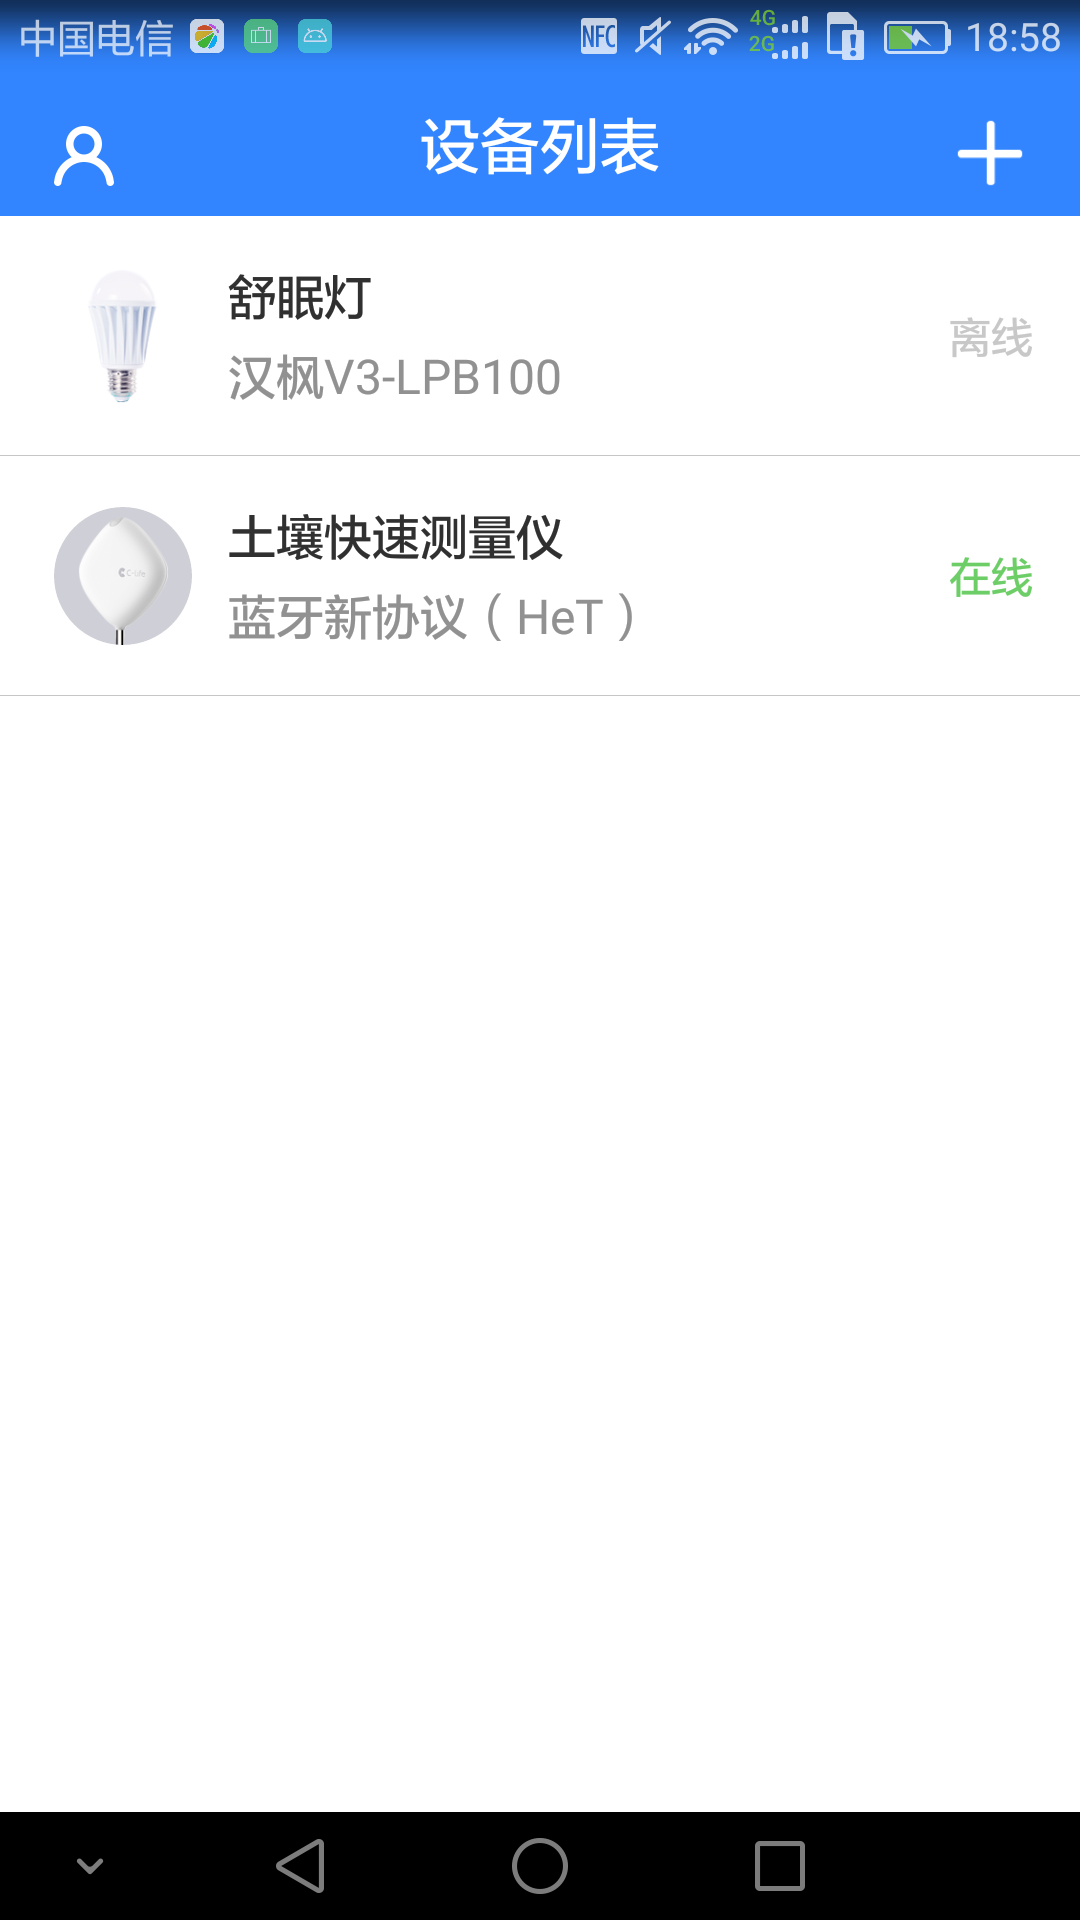 中国电信 NFC 4G 2G 18:58
设备列表
舒眠灯
汉枫V3-LPB100
离线
C-Life
土壤快速测量仪
蓝牙新协议（HeT）
在线